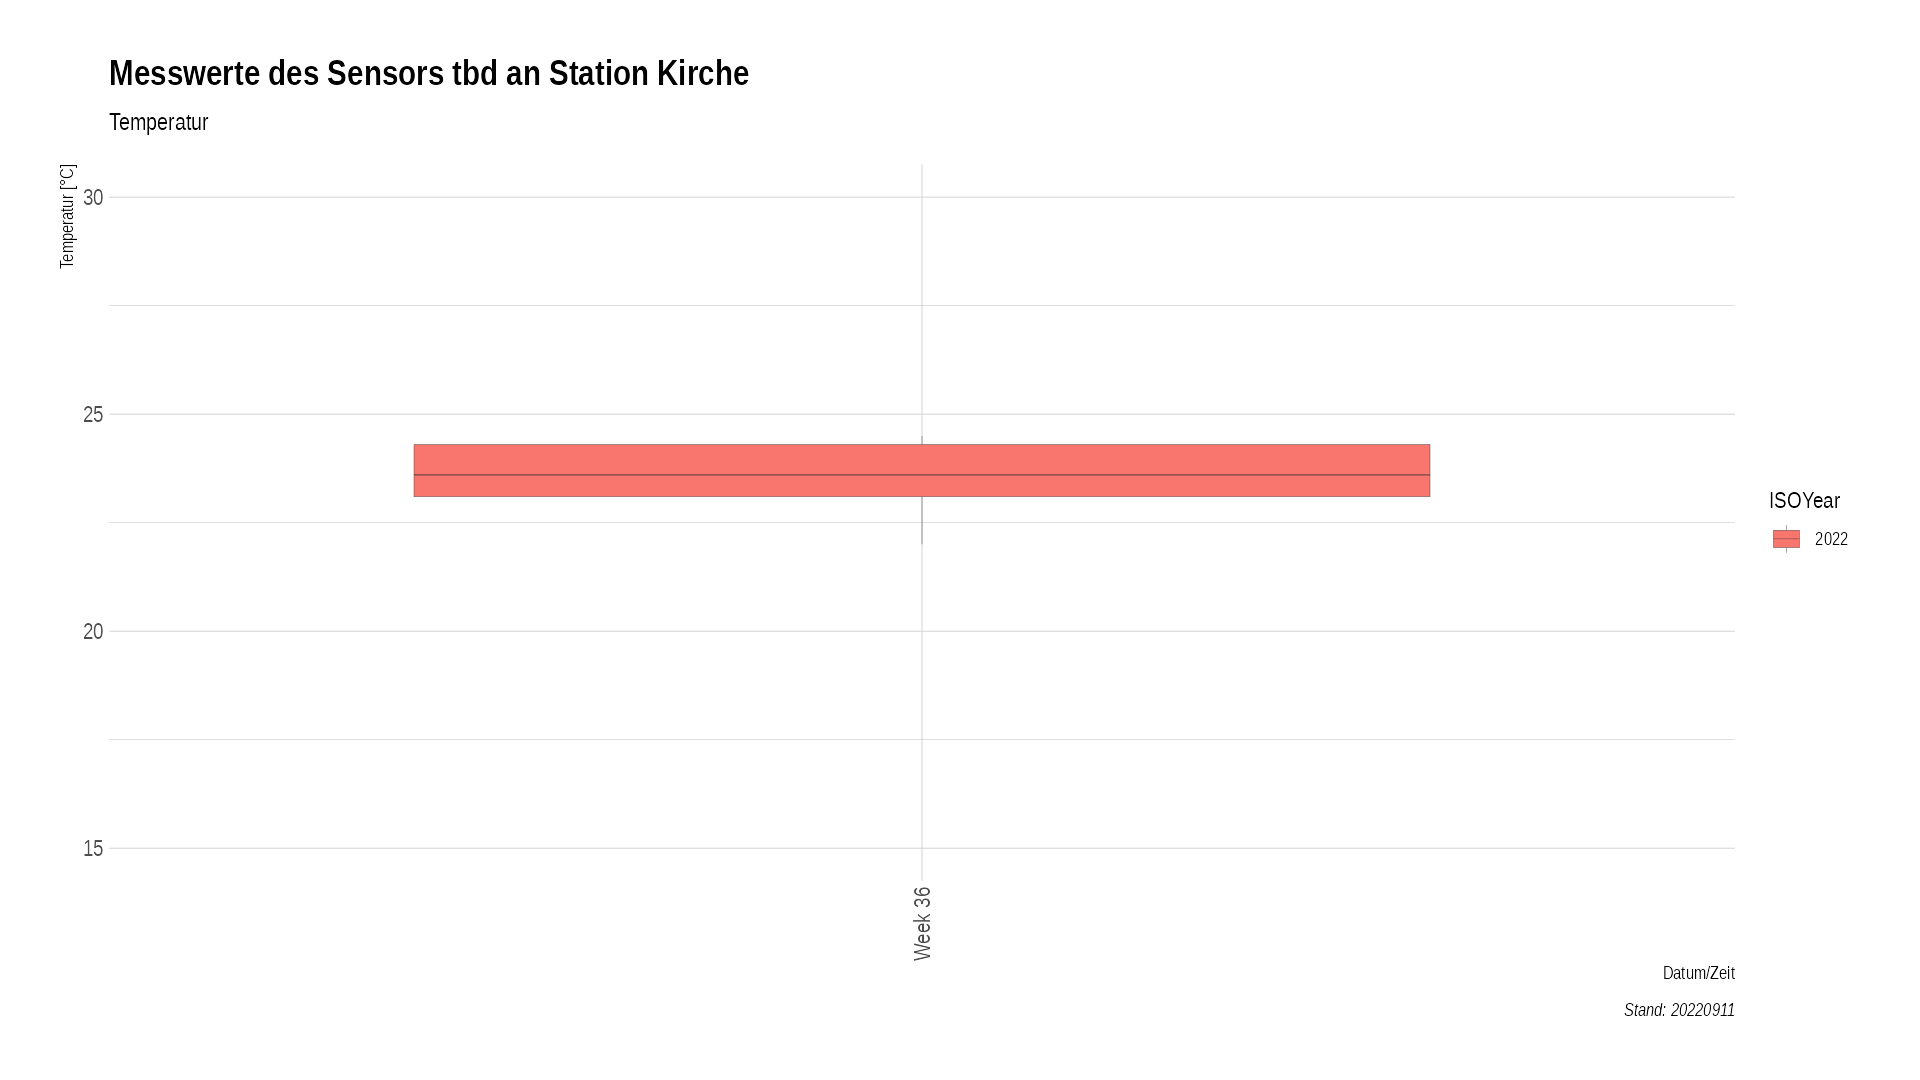 Messwerte des Sensors tbd an Station Kirche
Temperatur
Temperatur [°C]
30
25
20
15
Week 36
Datum/Zeit
ISOYear
2022
Stand: 20220911